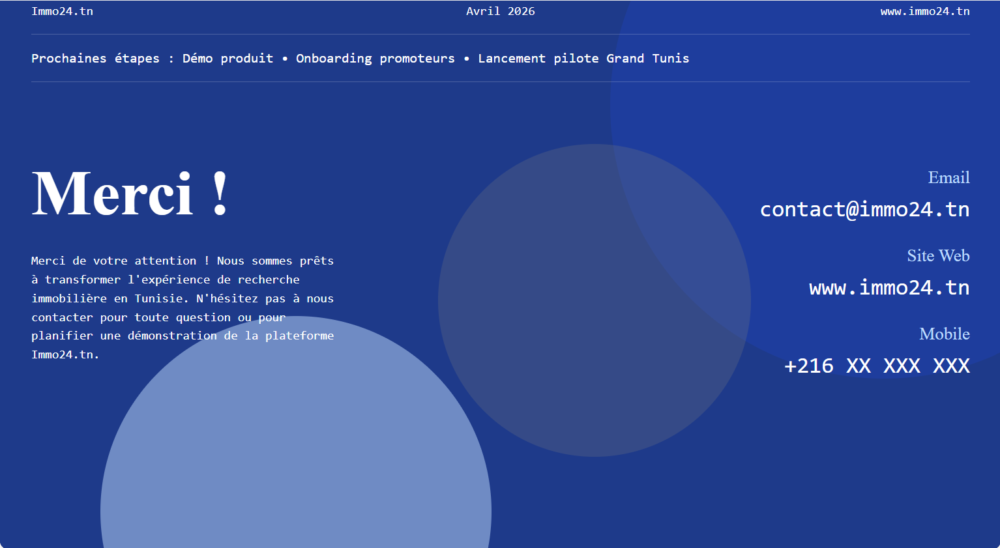 Immo24.tn
Avril 2026
www.immo24.tn
Prochaines étapes : Démo produit • Onboarding promoteurs • Lancement pilote Grand Tunis
Merci !
Merci de votre attention ! Nous sommes prêts
à transformer l'expérience de recherche
immobilière en Tunisie. N'hésitez pas à nous
contacter pour toute question ou pour
planifier une démonstration de la plateforme
Immo24.tn.
Email
contact@immo24.tn
Site Web
www.immo24.tn
Mobile
+216 XX XXX XXX